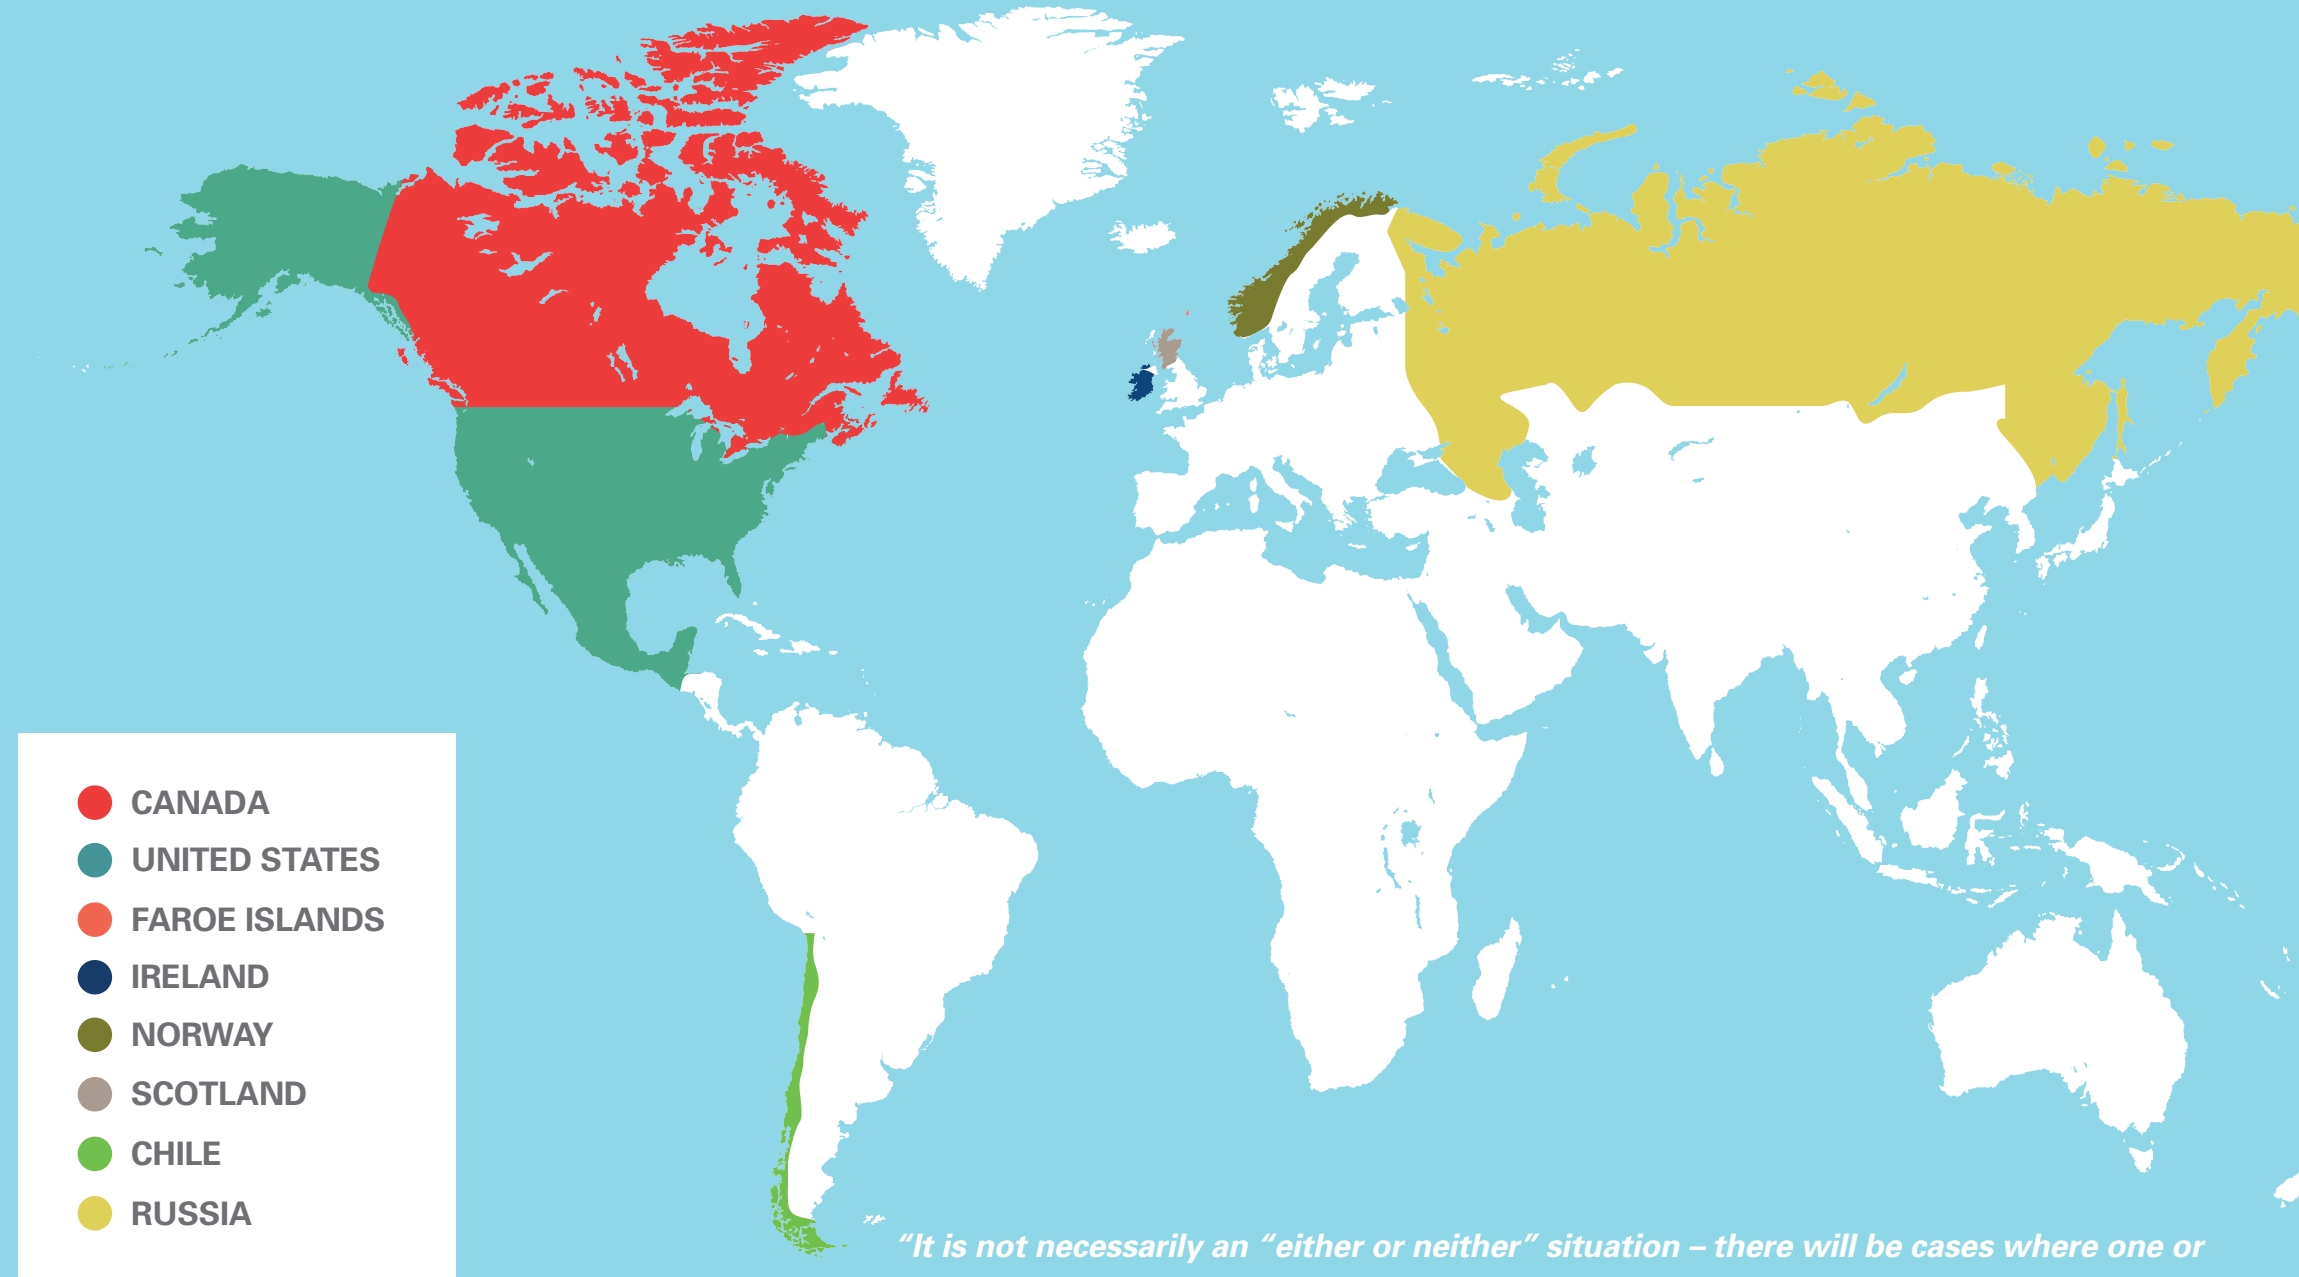 CANADA
UNITED STATES
FAROE ISLANDS
IRELAND
NORWAY
SCOTLAND
CHILE
RUSSIA
“It is not necessarily an “either or neither” situation – there will be cases where one or